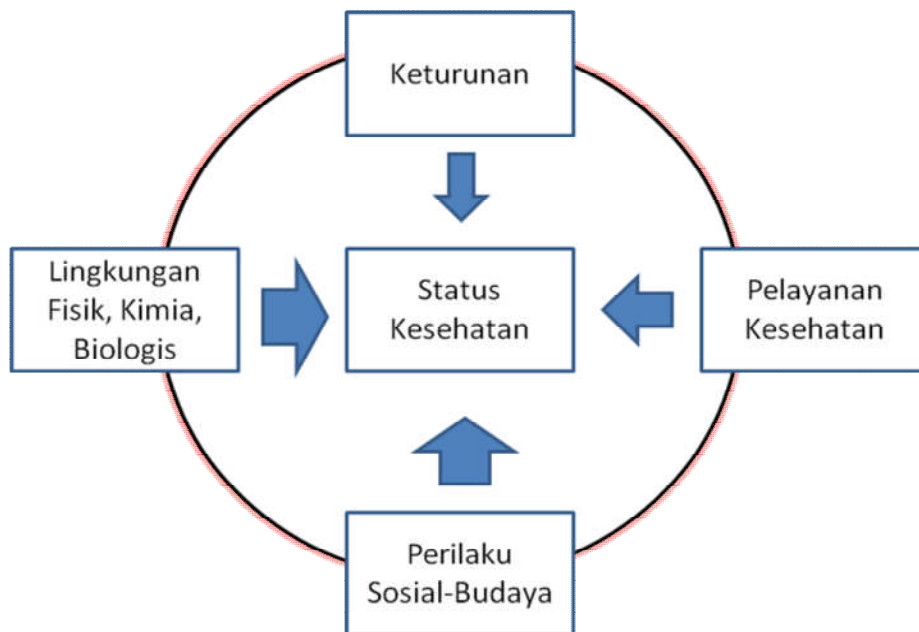 Keturunan
Lingkungan
Fisik, Kimia,
Biologis
Status
Kesehatan
Pelayanan
Kesehatan
Perilaku
Sosial-Budaya